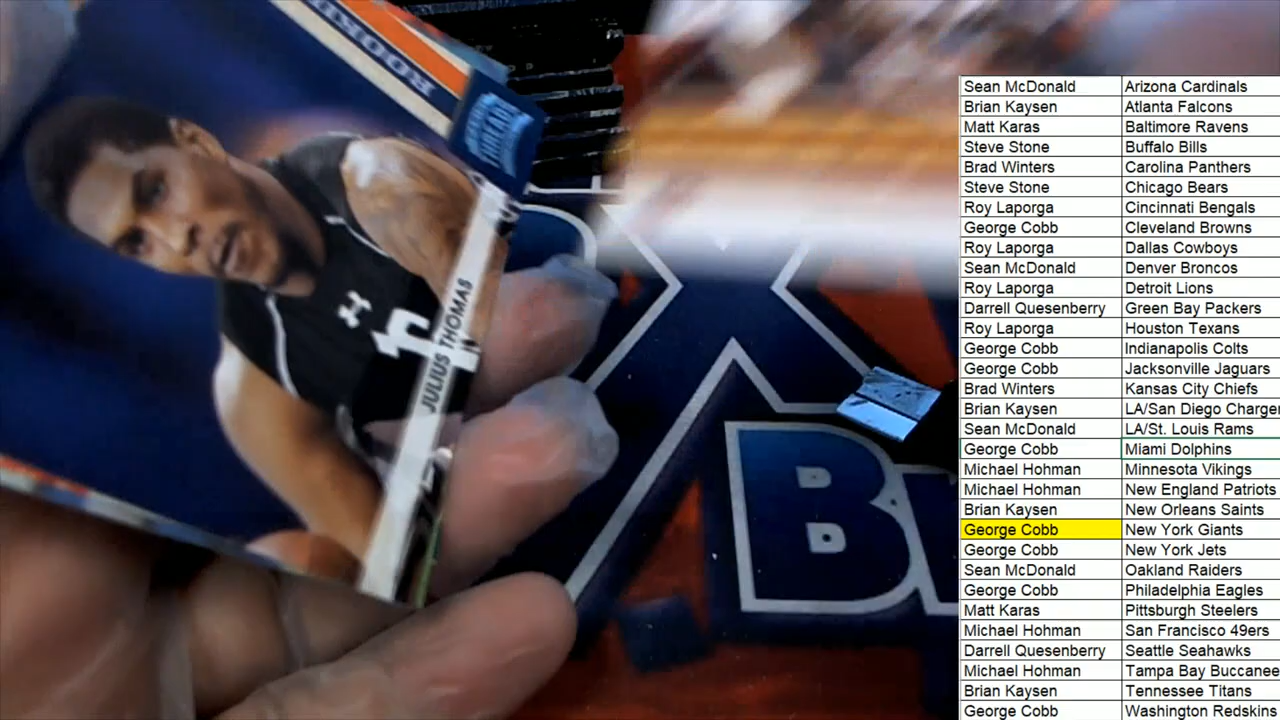 ROOKIE
JULIUS THOMAS
B
Sean McDonald Arizona Cardinals
Brian Kaysen Atlanta Falcons
Matt Karas Baltimore Ravens
Steve Stone Buffalo Bills
Brad Winters Carolina Panthers
Steve Stone Chicago Bears
Roy Laporga Cincinnati Bengals
George Cobb Cleveland Browns
Roy Laporga Dallas Cowboys
Sean McDonald Denver Broncos
Roy Laporga Detroit Lions
Darrell Quesenberry Green Bay Packers
Roy Laporga Houston Texans
George Cobb Indianapolis Colts
George Cobb Jacksonville Jaguars
Brad Winters Kansas City Chiefs
Brian Kaysen LA/San Diego Charger
Sean McDonald LA/St. Louis Rams
George Cobb Miami Dolphins
Michael Hohman Minnesota Vikings
Michael Hohman New England Patriots
Brian Kaysen New Orleans Saints
George Cobb New York Giants
George Cobb New York Jets
Sean McDonald Oakland Raiders
George Cobb Philadelphia Eagles
Matt Karas Pittsburgh Steelers
Michael Hohman San Francisco 49ers
Darrell Quesenberry Seattle Seahawks
Michael Hohman Tampa Bay Buccanee
Brian Kaysen Tennessee Titans
George Cobb Washington Redskins